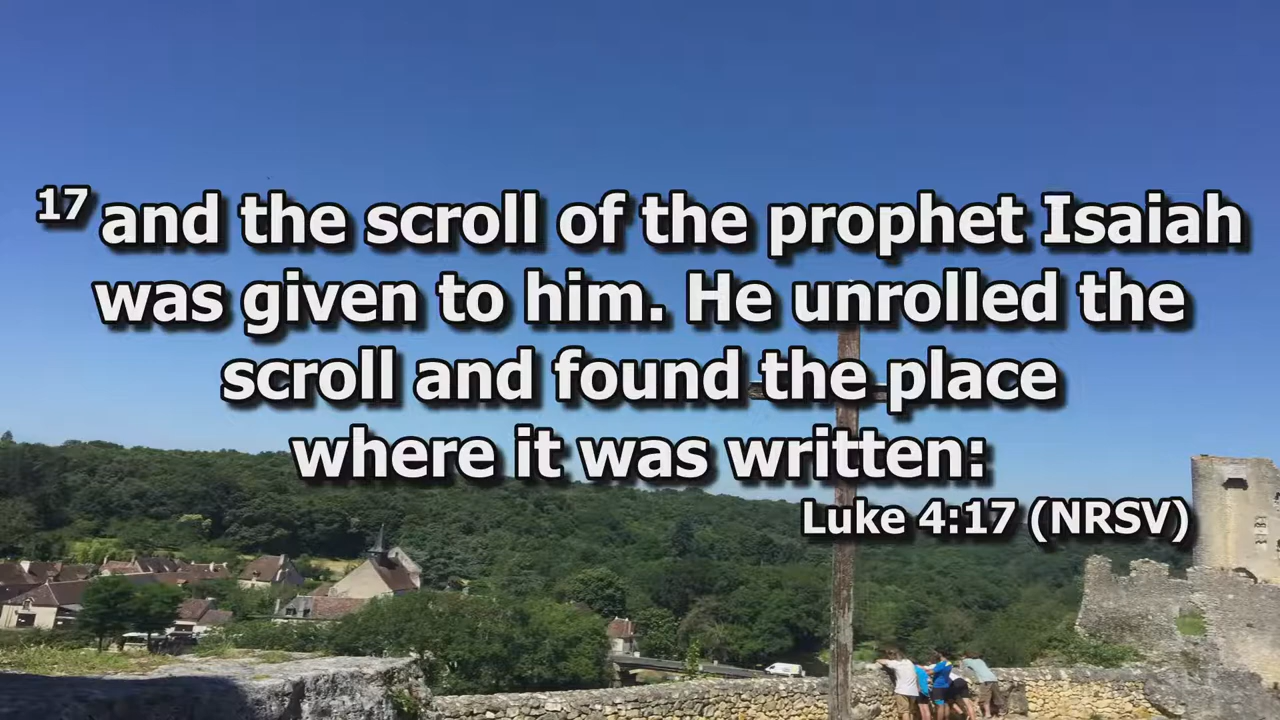 17 and the scroll of the prophet Isaiah
was given to him. He unrolled the
scroll and found the place
where it was written:
Luke 4:17 (NRSV)